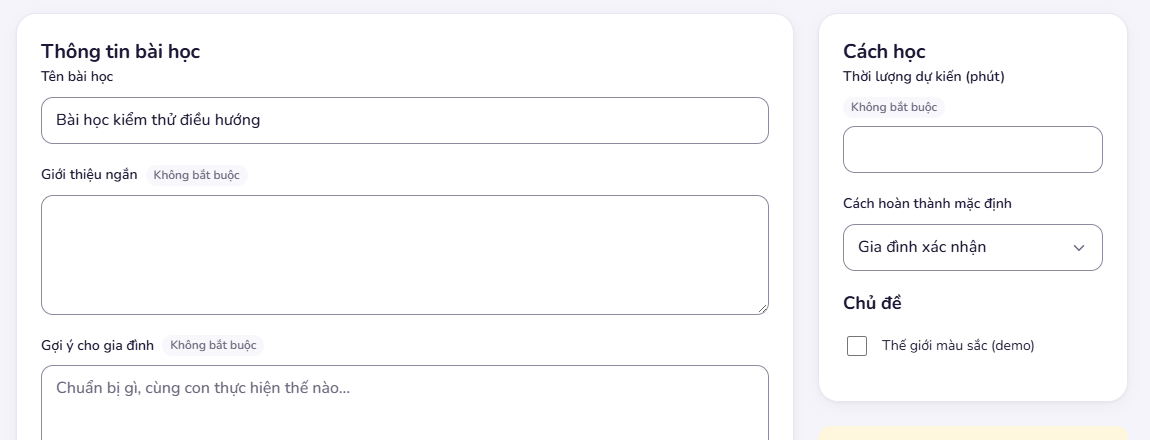 Thông tin bài học
Tên bài học
Bài học kiểm thử điều hướng
Giới thiệu ngắn Không bắt buộc
Gợi ý cho gia đình Không bắt buộc
Chuẩn bị gì, cùng con thực hiện thế nào...
Cách học
Thời lượng dự kiến (phút)
Không bắt buộc
Cách hoàn thành mặc định
Gia đình xác nhận
Chủ đề
Thế giới màu sắc (demo)